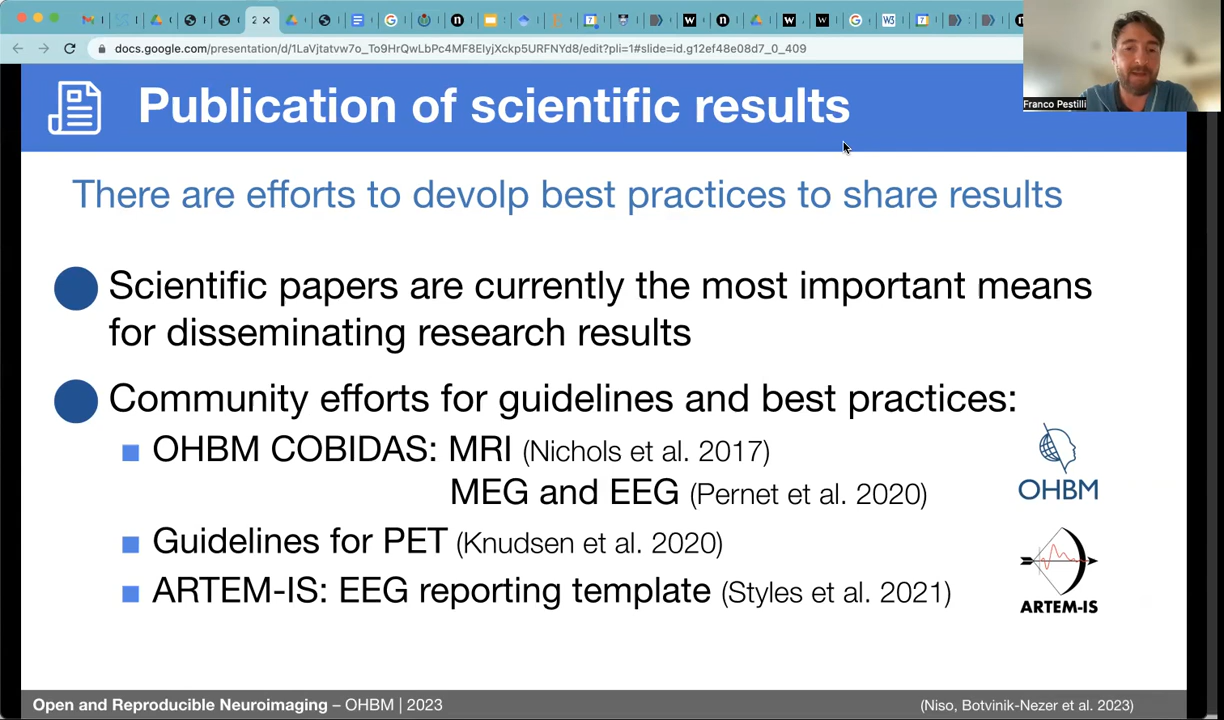 docs.google.com/presentation/d/1LaVjtatvw7o_To9HrQwLbPc4MF8EIyjXckp5URFNYd8/edit?pli=1#slide=id.g12ef48e08d7_0_409
Franco Pestilli
Publication of scientific results
There are efforts to devolp best practices to share results
Scientific papers are currently the most important means
for disseminating research results
Community efforts for guidelines and best practices:
OHBM COBIDAS: MRI (Nichols et al. 2017)
MEG and EEG (Pernet et al. 2020)
OHBM
Guidelines for PET (Knudsen et al. 2020)
ARTEM-IS: EEG reporting template (Styles et al. 2021)
ARTEM-IS
Open and Reproducible Neuroimaging – OHBM | 2023
(Niso, Botvinik-Nezer et al. 2023)